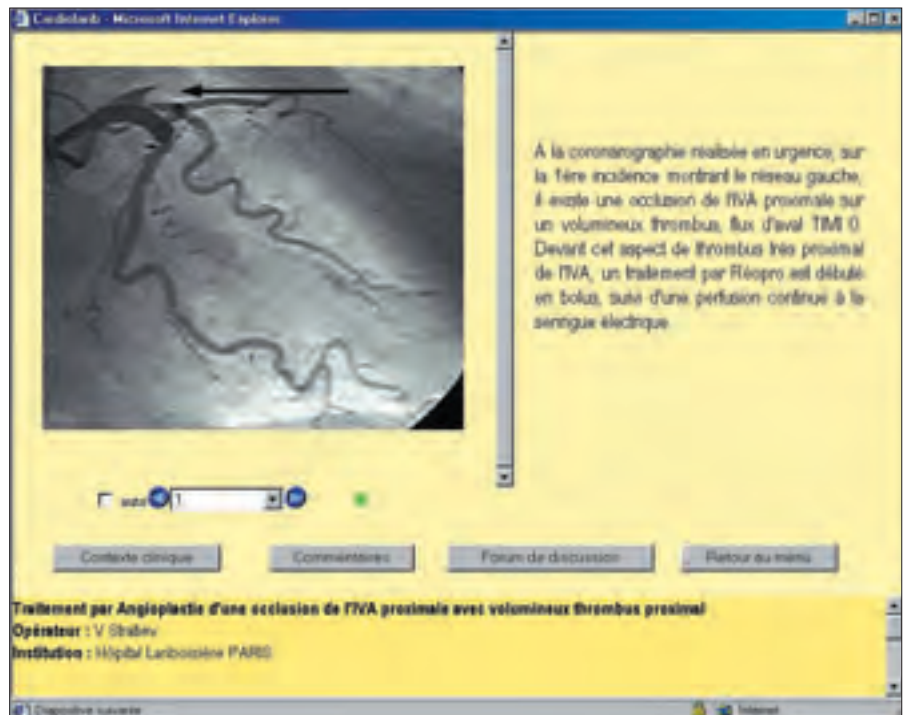 Cardiolarib - Microsoft Internet Explorer
A la coronarographie réalisée en urgence, sur
la 1ère incidence montrant le réseau gauche,
il existe une occlusion de l'IVA proximale sur
un volumineux thrombus, flux d'aval TIMI 0.
Devant cet aspect de thrombus très proximal
de l'IVA, un traitement par Réopro est débuté
en bolus, suivi d'une perfusion continue à la
seringue électrique.
auto 1
Contexte clinique Commentaires Forum de discussion Retour au menu
Traitement par Angioplastie d'une occlusion de l'IVA proximale avec volumineux thrombus proximal
Opérateur : V
Institution : Hôpital Lariboisière PARIS
Diapositive suivante Internet